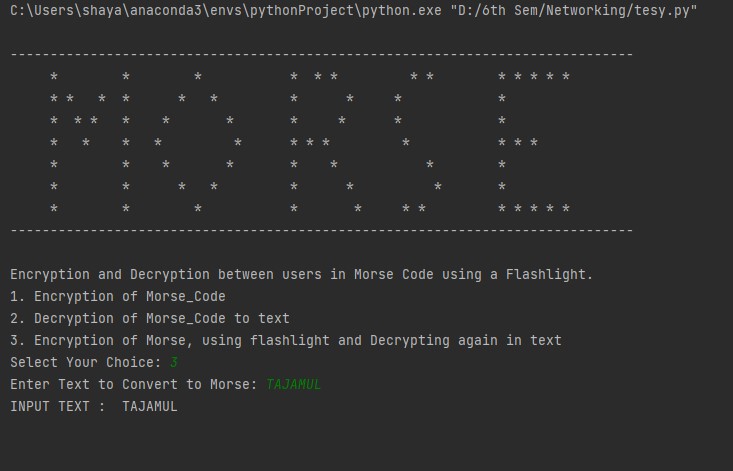 C:\Users\shaya\anaconda3\envs\pythonProject\python.exe "D:/6th Sem/Networking/tesy.py"
------------------------------------------------------------------------------
     *        *        *           *  * *         * *        * * * * *
     * *   *  *      *   *         *      *     *            *
     *  * *   *    *       *       *     *      *            *
     *   *    *   *         *      * * *         *           * * *
     *        *    *       *       *    *           *        *
     *        *      *   *         *      *          *       *
     *        *        *           *       *     * *         * * * * *
------------------------------------------------------------------------------
Encryption and Decryption between users in Morse Code using a Flashlight.
1. Encryption of Morse_Code
2. Decryption of Morse_Code to text
3. Encryption of Morse, using flashlight and Decrypting again in text
Select Your Choice: 3
Enter Text to Convert to Morse: TAJAMUL
INPUT TEXT :  TAJAMUL